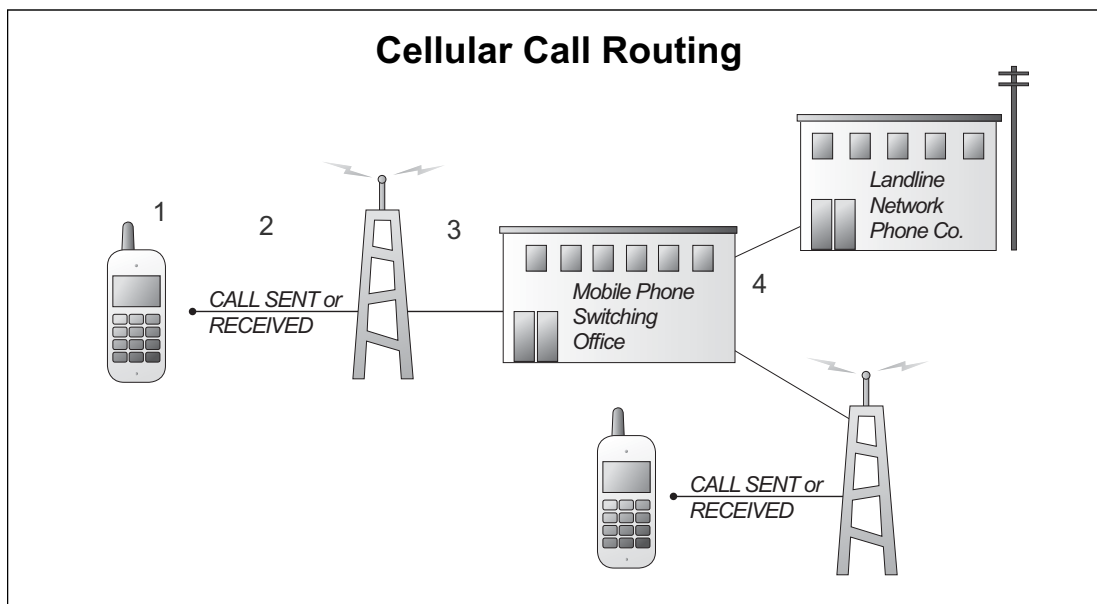 Cellular Call Routing
Landline
Network
Phone Co.
1
2
3
Mobile Phone
Switching
Office
4
CALL SENT or
RECEIVED
CALL SENT or
RECEIVED